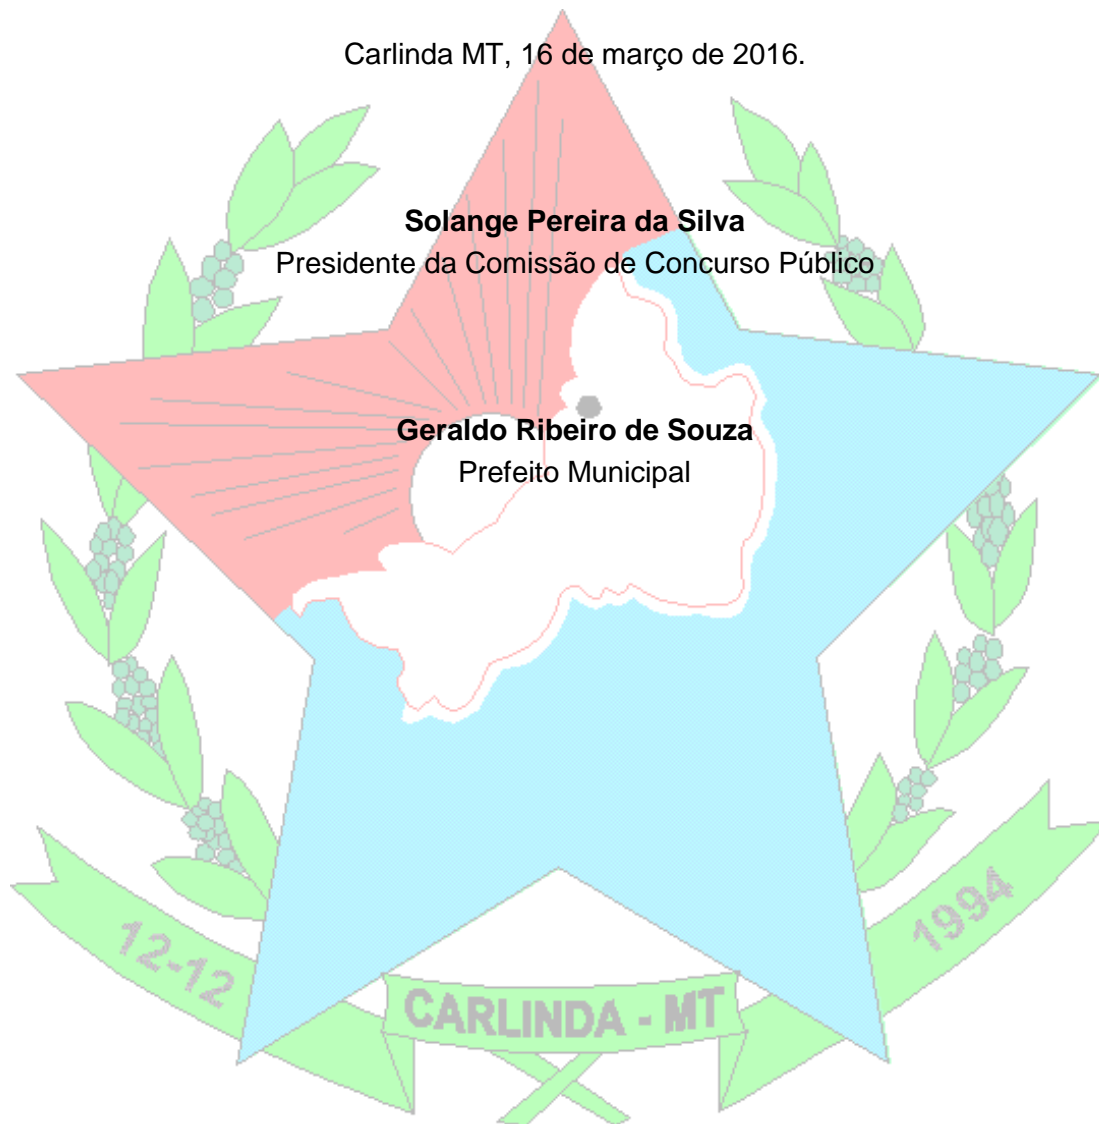 Carlinda MT, 16 de março de 2016.
Solange Pereira da Silva
Presidente da Comissão de Concurso Público
Geraldo Ribeiro de Souza
Prefeito Municipal
12-12
1994
CARLINDA - MT